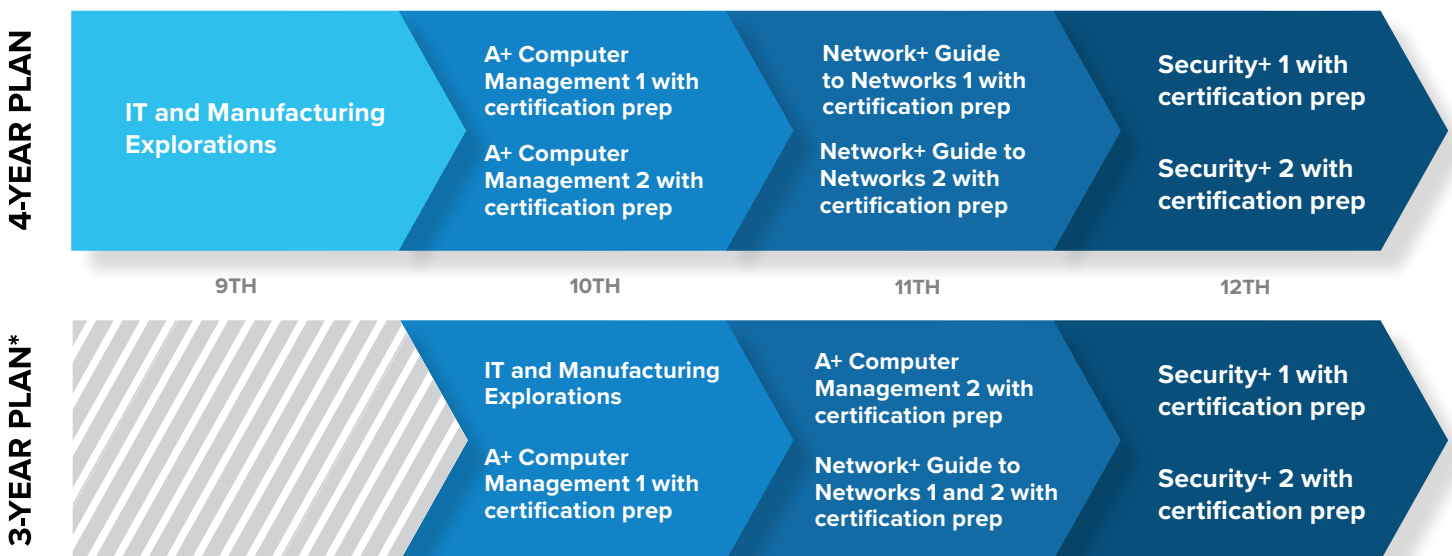 4-YEAR PLAN
IT and Manufacturing
Explorations
A+ Computer
Management 1 with
certification prep
A+ Computer
Management 2 with
certification prep
Network+ Guide
to Networks 1 with
certification prep
Network+ Guide to
Networks 2 with
certification prep
Security+ 1 with
certification prep
Security+ 2 with
certification prep
9TH
10TH
11TH
12TH
3-YEAR PLAN*
IT and Manufacturing
Explorations
A+ Computer
Management 1 with
certification prep
A+ Computer
Management 2 with
certification prep
Network+ Guide to
Networks 1 and 2 with
certification prep
Security+ 1 with
certification prep
Security+ 2 with
certification prep